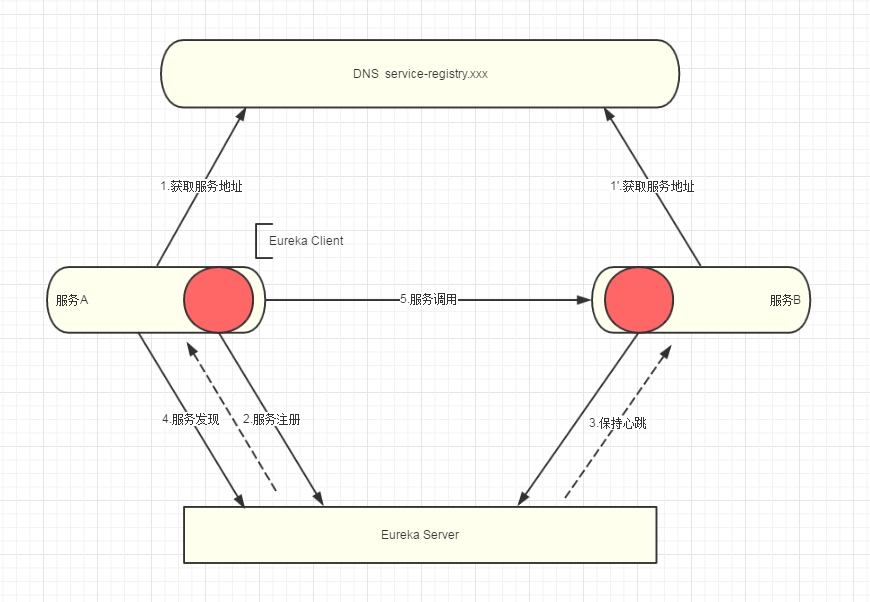 DNS service-registry.xxx
1.获取服务地址
1'.获取服务地址
Eureka Client
服务A
5.服务调用
服务B
4.服务发现
2.服务注册
3.保持心跳
Eureka Server